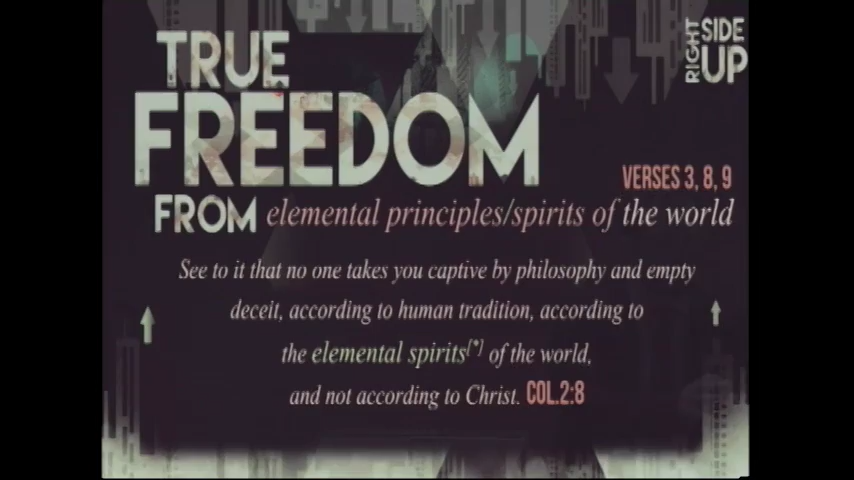 TRUE
FREEDOM
RIGHT SIDE UP
VERSES 3, 8, 9
FROM elemental principles/spirits of the world
See to it that no one takes you captive by philosophy and empty
deceit, according to human tradition, according to
the elemental spirits[*] of the world,
and not according to Christ. COL.2:8